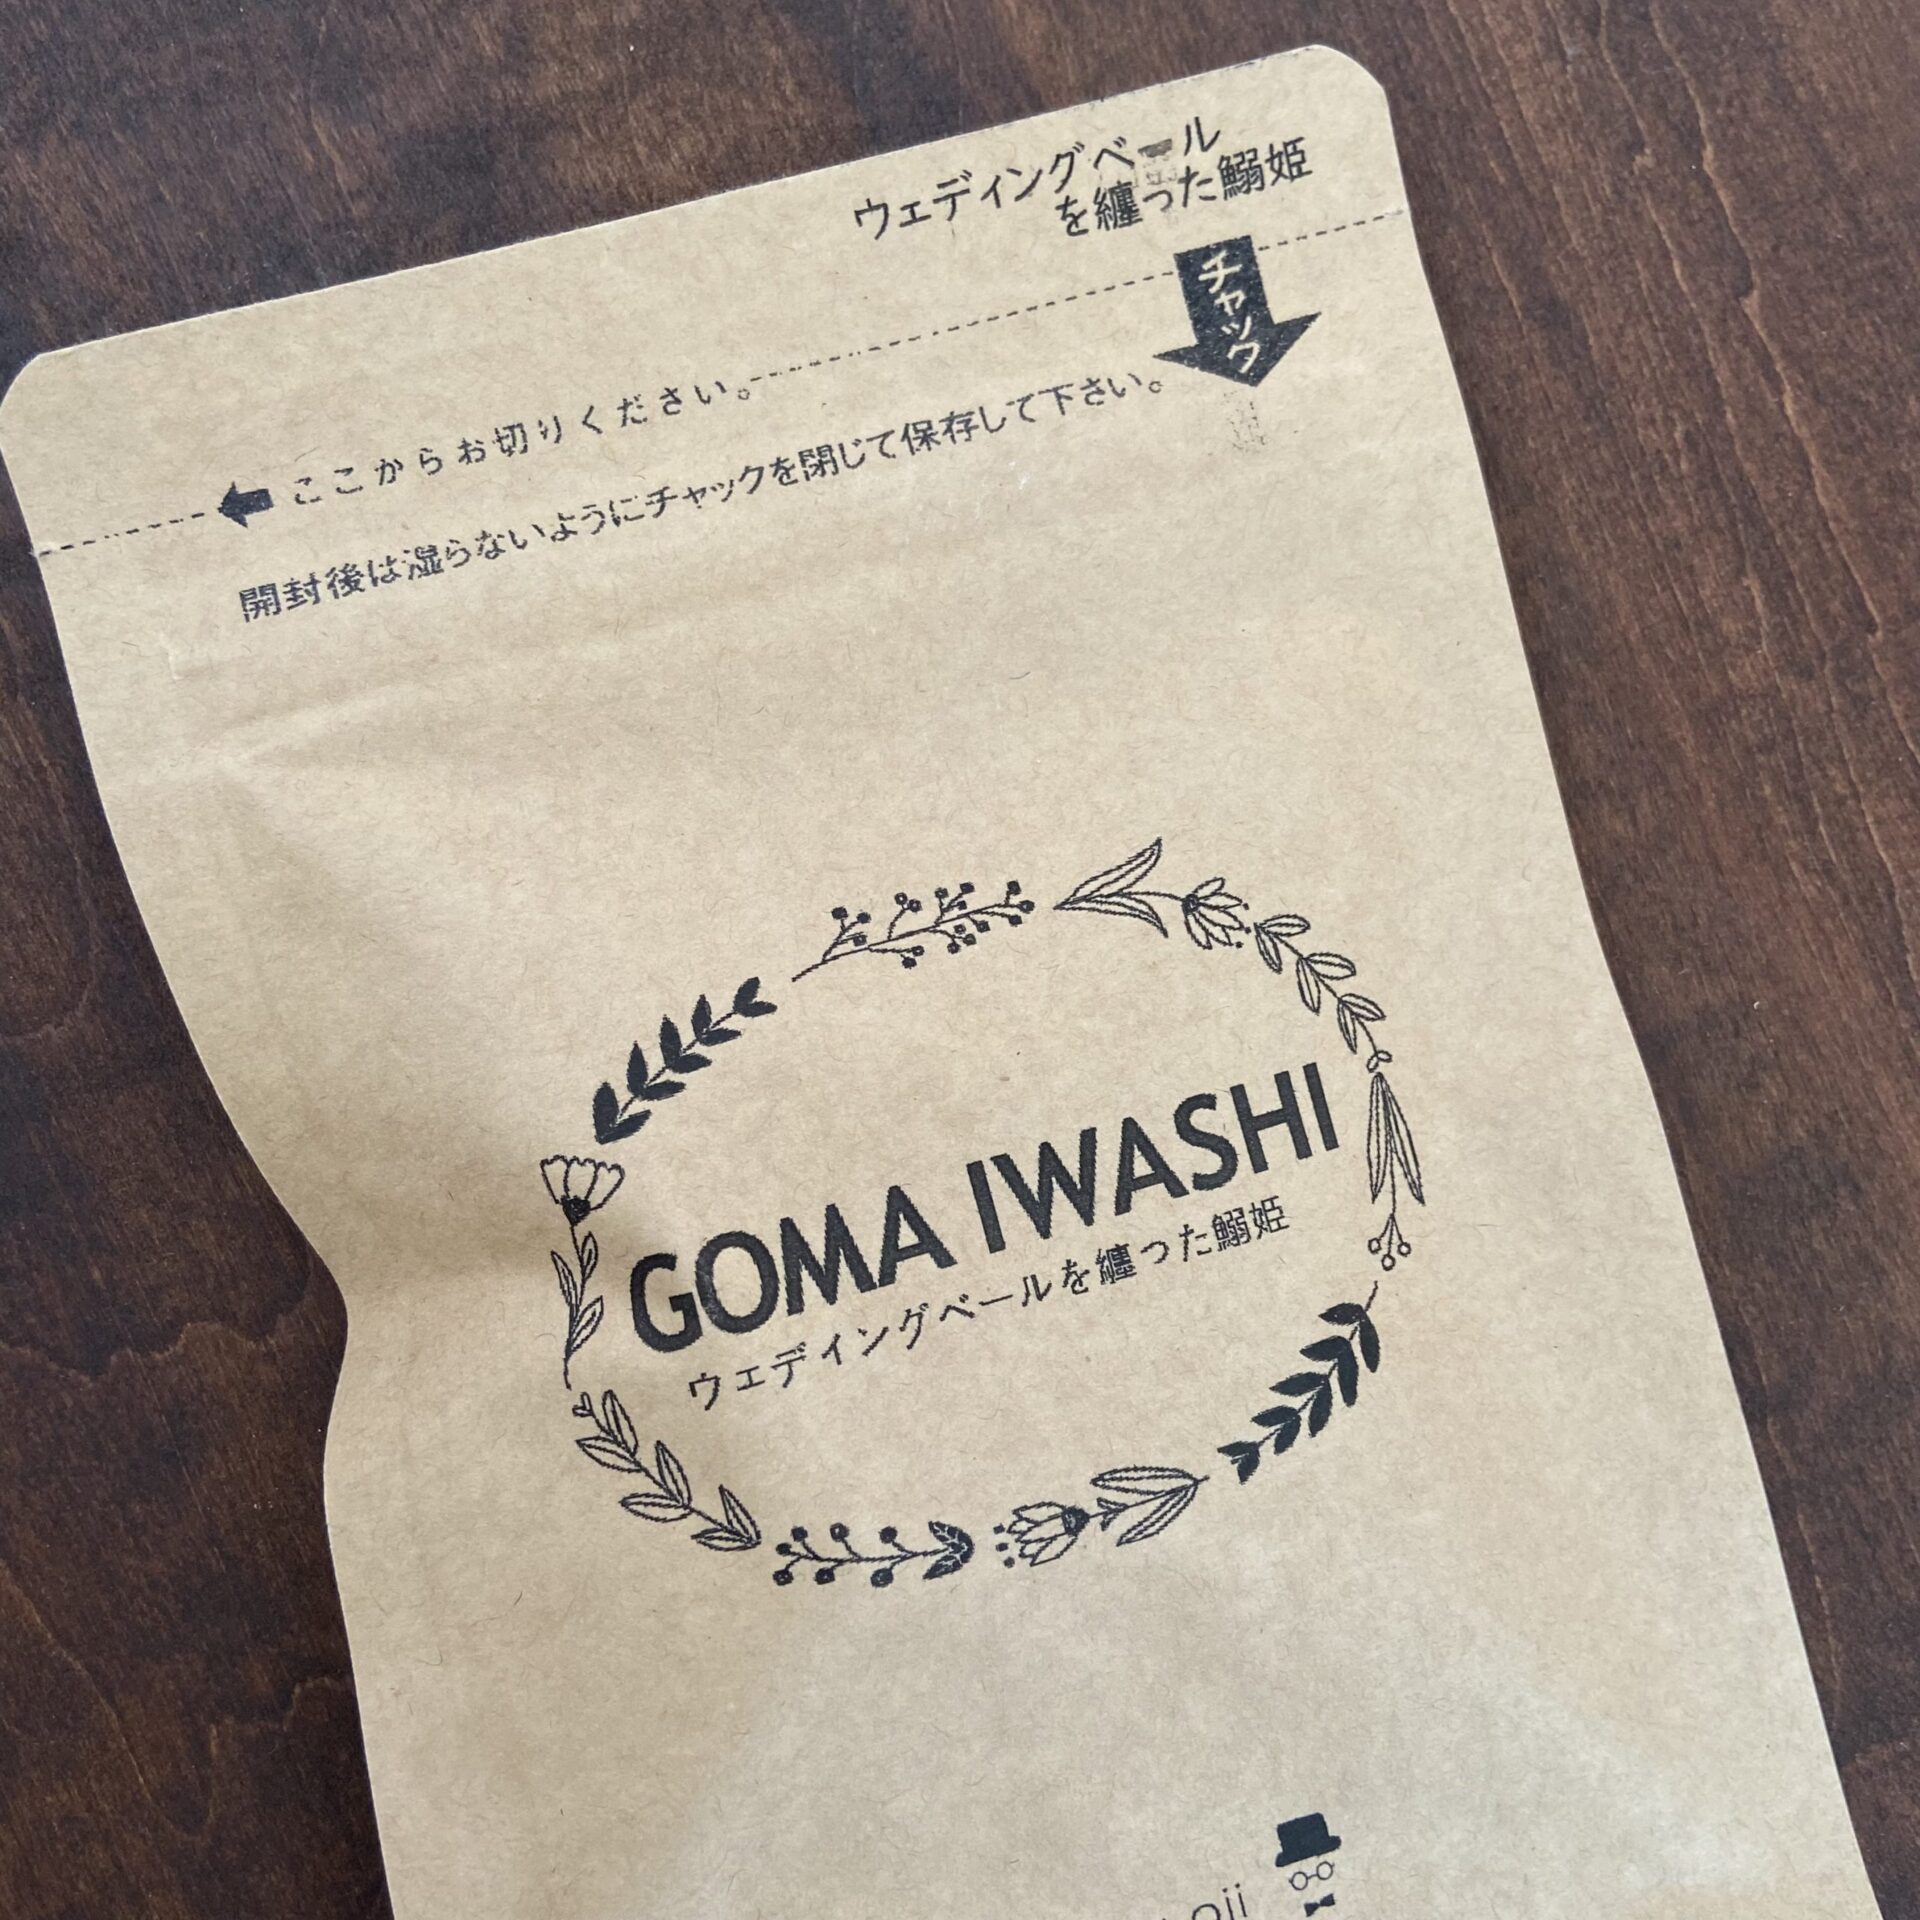 ウェディングベール
を纏った鰯姫
チャック
ここからお切りください。
開封後は湿らないようにチャックを閉じて保存して下さい。
GOMA IWASHI
ウェディングベールを纏った鰯姫